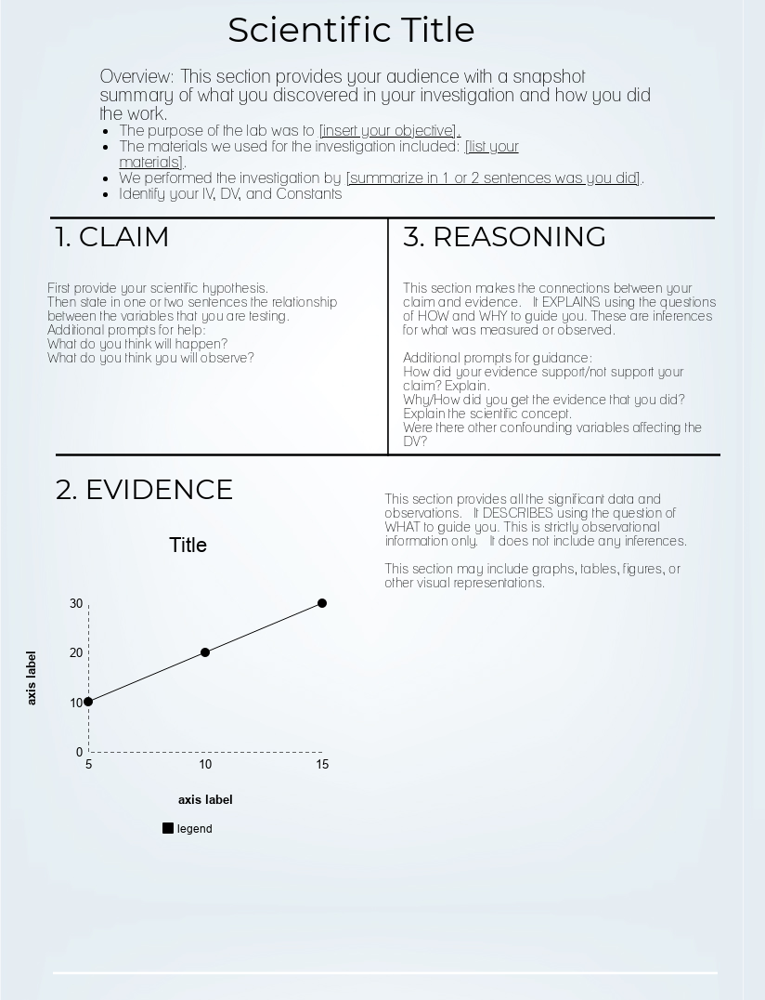 Scientific Title
Overview: This section provides your audience with a snapshot
summary of what you discovered in your investigation and how you did
the work.
• The purpose of the lab was to [insert your objective].
• The materials we used for the investigation included: [list your
materials].
• We performed the investigation by [summarize in 1 or 2 sentences was you did].
• Identify your IV, DV, and Constants
1. CLAIM
First provide your scientific hypothesis.
Then state in one or two sentences the relationship
between the variables that you are testing.
Additional prompts for help:
What do you think will happen?
What do you think you will observe?
3. REASONING
This section makes the connections between your
claim and evidence. It EXPLAINS using the questions
of HOW and WHY to guide you. These are inferences
for what was measured or observed.
Additional prompts for guidance:
How did your evidence support/not support your
claim? Explain.
Why/How did you get the evidence that you did?
Explain the scientific concept.
Were there other confounding variables affecting the
DV?
2. EVIDENCE
Title
30
20
10
0
5 10 15
axis label
axis label
legend
This section provides all the significant data and
observations. It DESCRIBES using the question of
WHAT to guide you. This is strictly observational
information only. It does not include any inferences.
This section may include graphs, tables, figures, or
other visual representations.